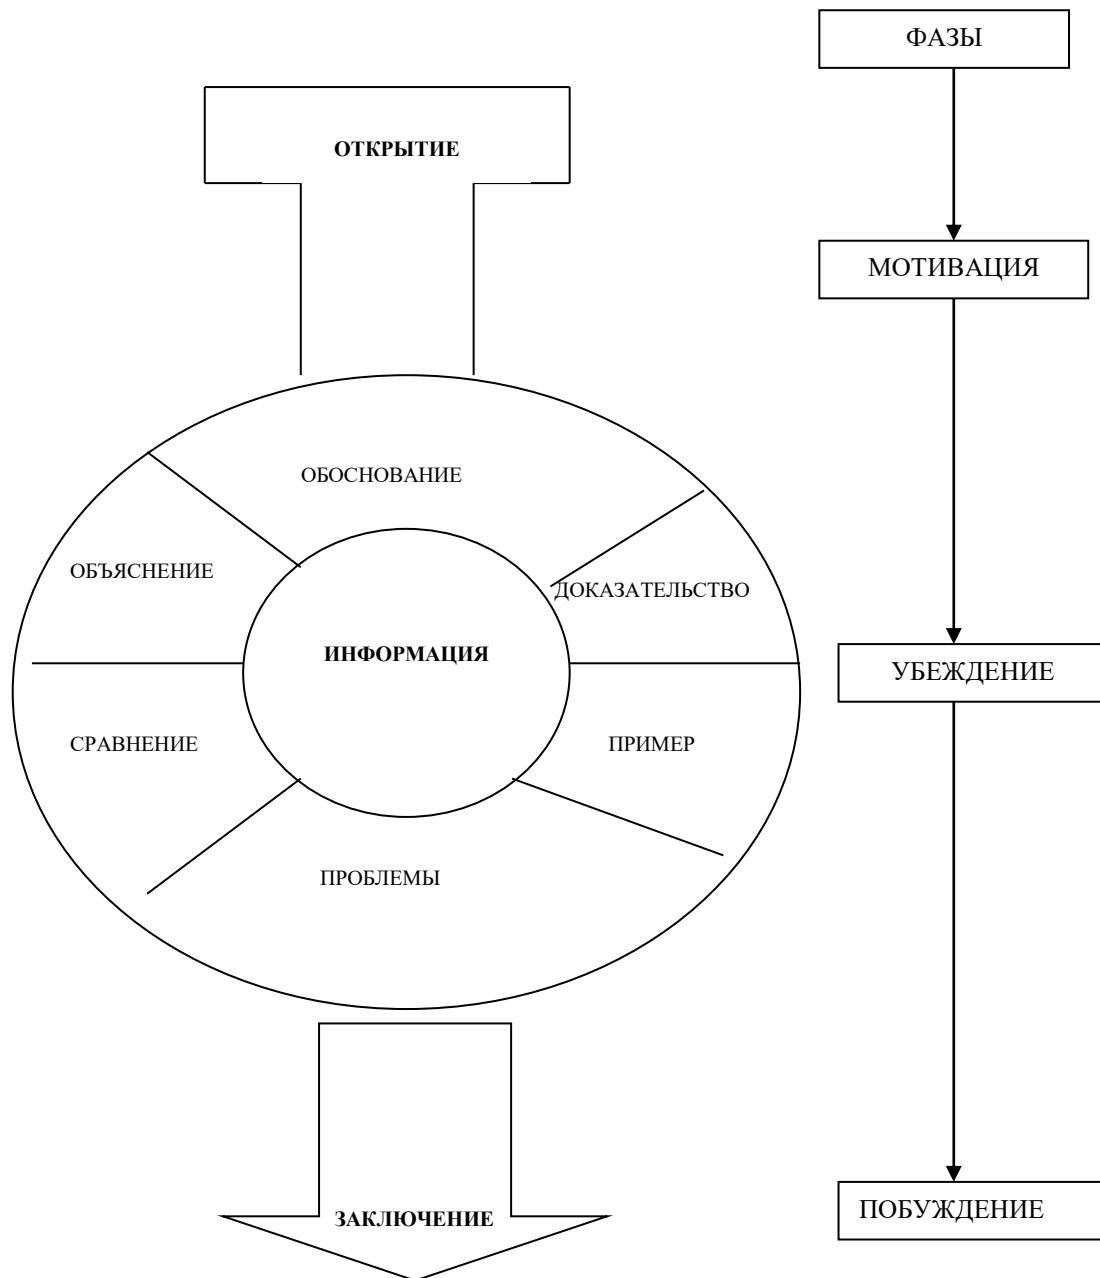 ФАЗЫ
ОТКРЫТИЕ
МОТИВАЦИЯ
ОБОСНОВАНИЕ
ОБЪЯСНЕНИЕ
ДОКАЗАТЕЛЬСТВО
ИНФОРМАЦИЯ
УБЕЖДЕНИЕ
СРАВНЕНИЕ
ПРИМЕР
ПРОБЛЕМЫ
ЗАКЛЮЧЕНИЕ
ПОБУЖДЕНИЕ